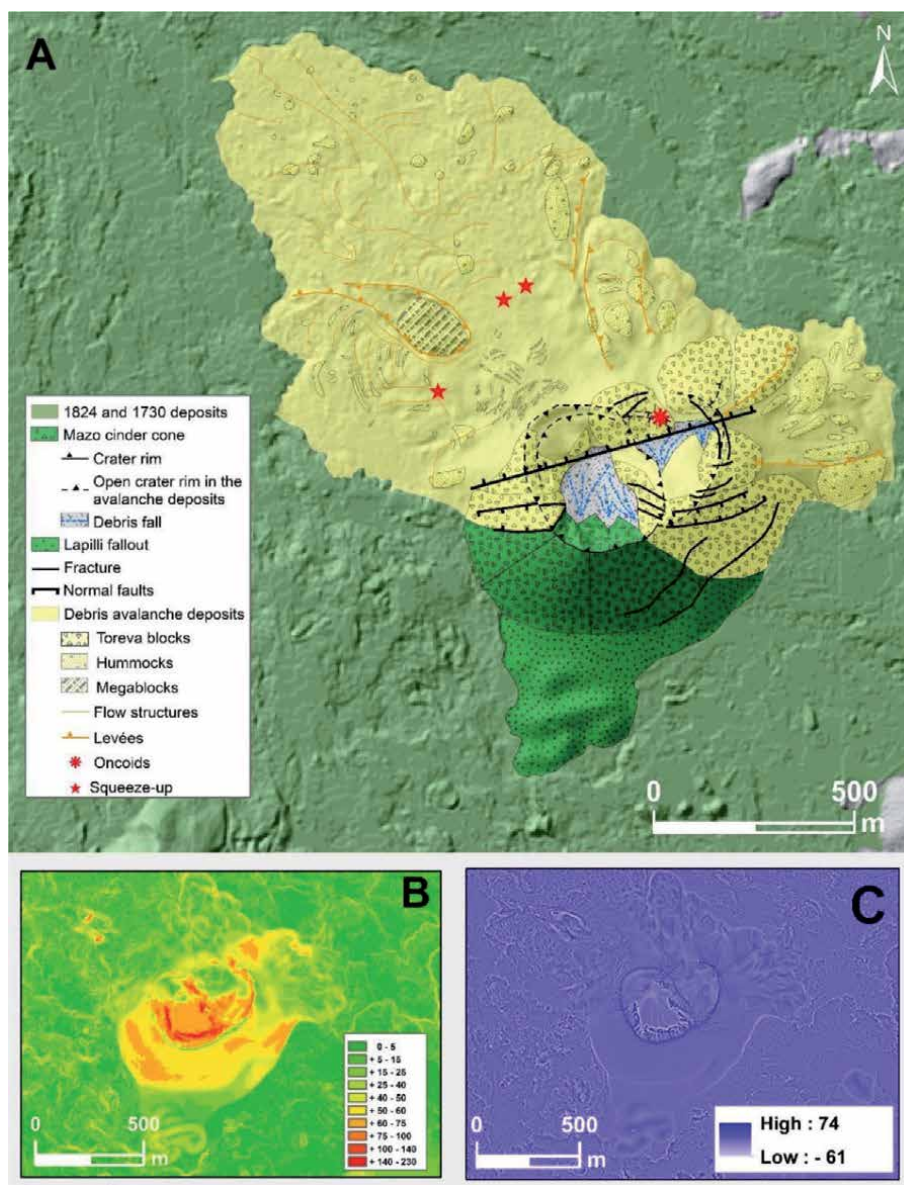 A
N
1824 and 1730 deposits
Mazo cinder cone
Crater rim
Open crater rim in the
avalanche deposits
Debris fall
Lapilli fallout
Fracture
Normal faults
Debris avalanche deposits
Toreva blocks
Hummocks
Megablocks
Flow structures
Levées
Oncoids
Squeeze-up
0 500
m
B
0 - 5
+ 5 - 15
+ 15 - 25
+ 25 - 40
+ 40 - 50
+ 50 - 60
+ 60 - 75
+ 75 - 100
+ 100 - 140
+ 140 - 230
0 500
m
C
High : 74
Low : - 61
0 500
m